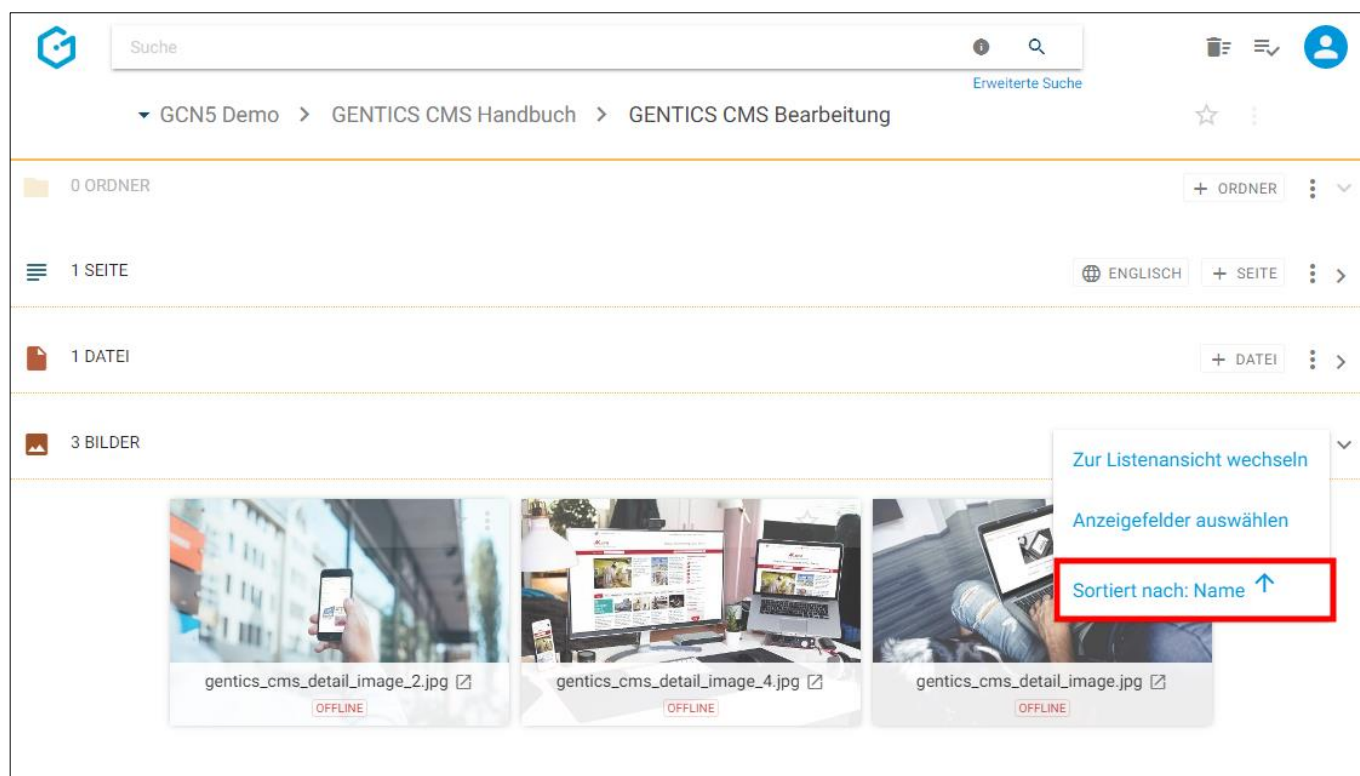 Suche
Erweiterte Suche
GCN5 Demo > GENTICS CMS Handbuch > GENTICS CMS Bearbeitung
0 ORDNER
+ ORDNER
1 SEITE
ENGLISCH
+ SEITE
1 DATEI
+ DATEI
3 BILDER
Zur Listenansicht wechseln
Anzeigefelder auswählen
Sortiert nach: Name ↑
gentics_cms_detail_image_2.jpg
OFFLINE
gentics_cms_detail_image_4.jpg
OFFLINE
gentics_cms_detail_image.jpg
OFFLINE